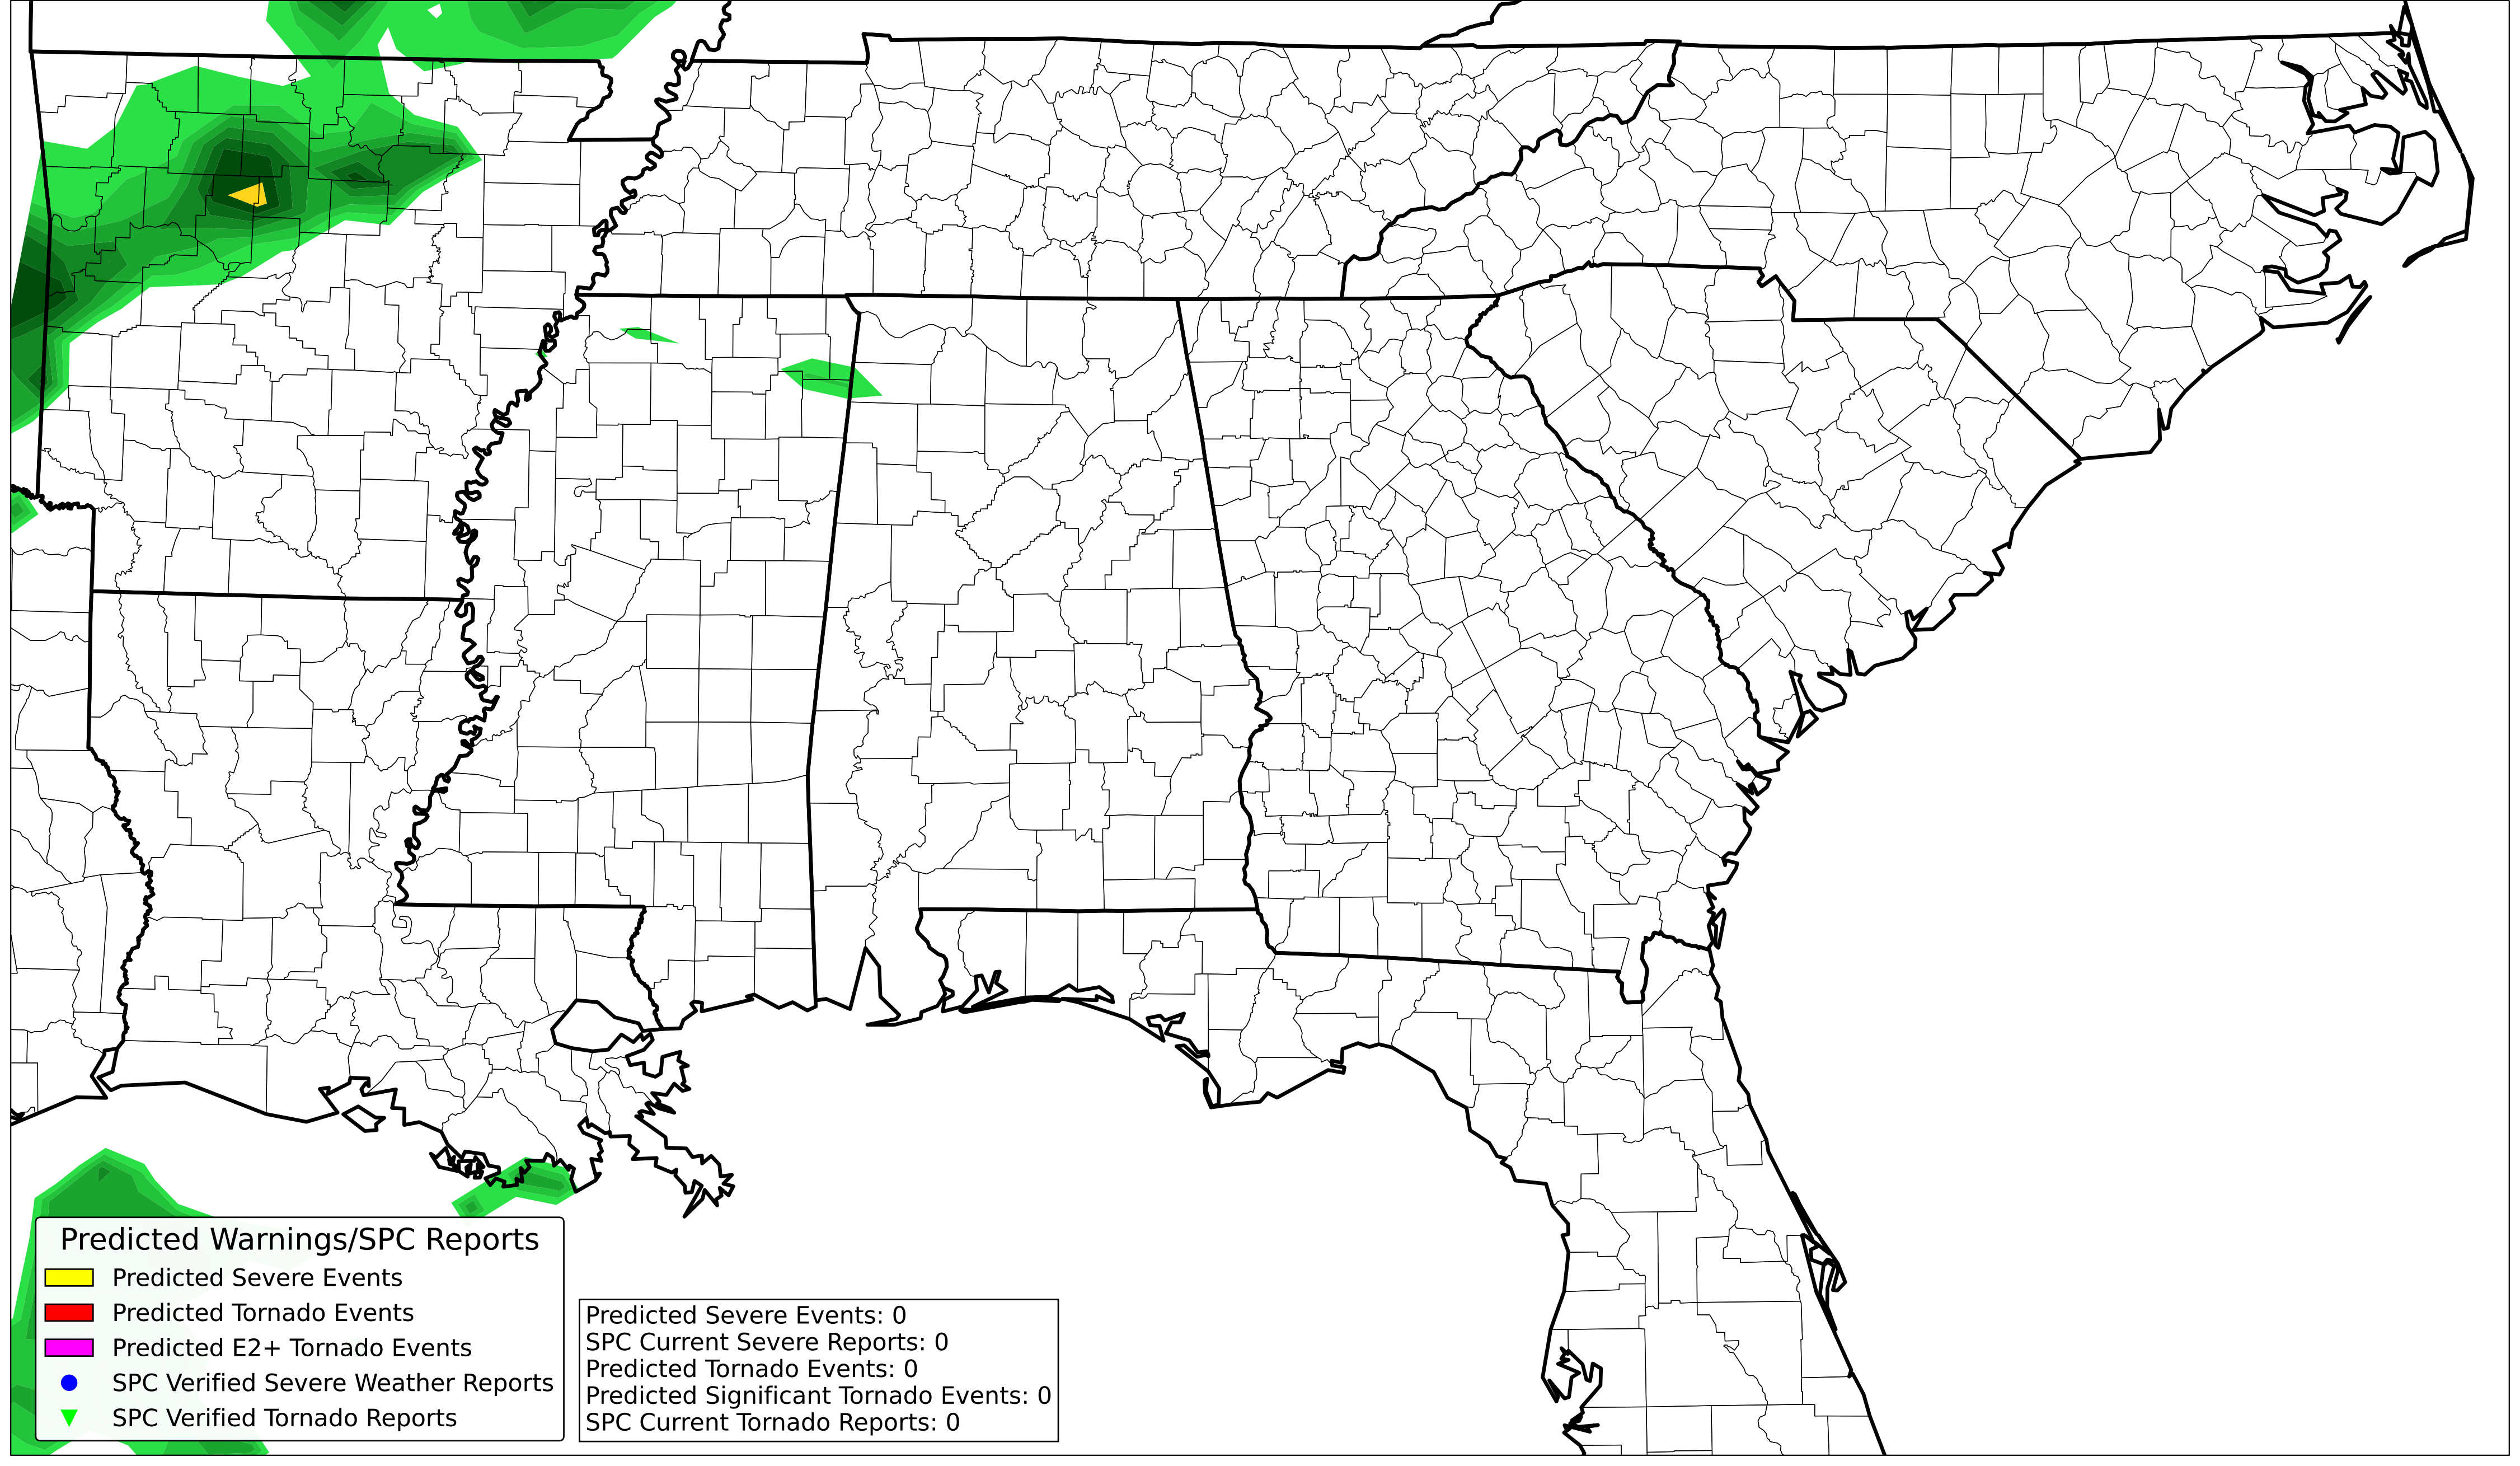 Predicted Warnings/SPC Reports
Predicted Severe Events
Predicted Tornado Events
Predicted E2+ Tornado Events
SPC Verified Severe Weather Reports
SPC Verified Tornado Reports
Predicted Severe Events: 0
SPC Current Severe Reports: 0
Predicted Tornado Events: 0
Predicted Significant Tornado Events: 0
SPC Current Tornado Reports: 0